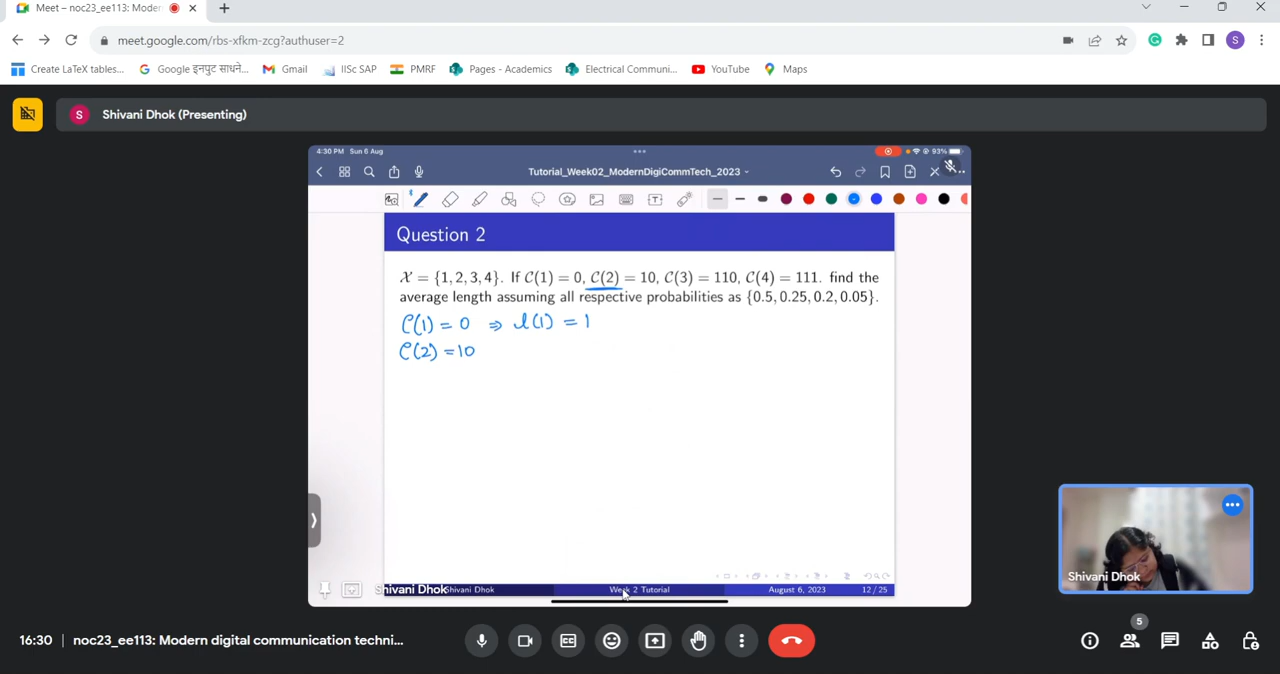 Meet – noc23_ee113: Moder
meet.google.com/rbs-xfkm-zcg?authuser=2
S
Create LaTeX tables...
Google इनपुट साधने...
Gmail
IISc SAP
PMRF
Pages - Academics
Electrical Communi...
YouTube
Maps
S
Shivani Dhok (Presenting)
4:30 PM Sun 6 Aug
93%
Tutorial_Week02_ModernDigiCommTech_2023
Question 2
𝒳 = {1, 2, 3, 4}. If C(1) = 0, C(2) = 10, C(3) = 110, C(4) = 111. find the
average length assuming all respective probabilities as {0.5, 0.25, 0.2, 0.05}.
C(1) = 0 ⇒ l(1) = 1
C(2) = 10
Shivani Dhok
Shivani Dhok
Week 2 Tutorial
August 6, 2023
12 / 25
Shivani Dhok
16:30
noc23_ee113: Modern digital communication techni...
5